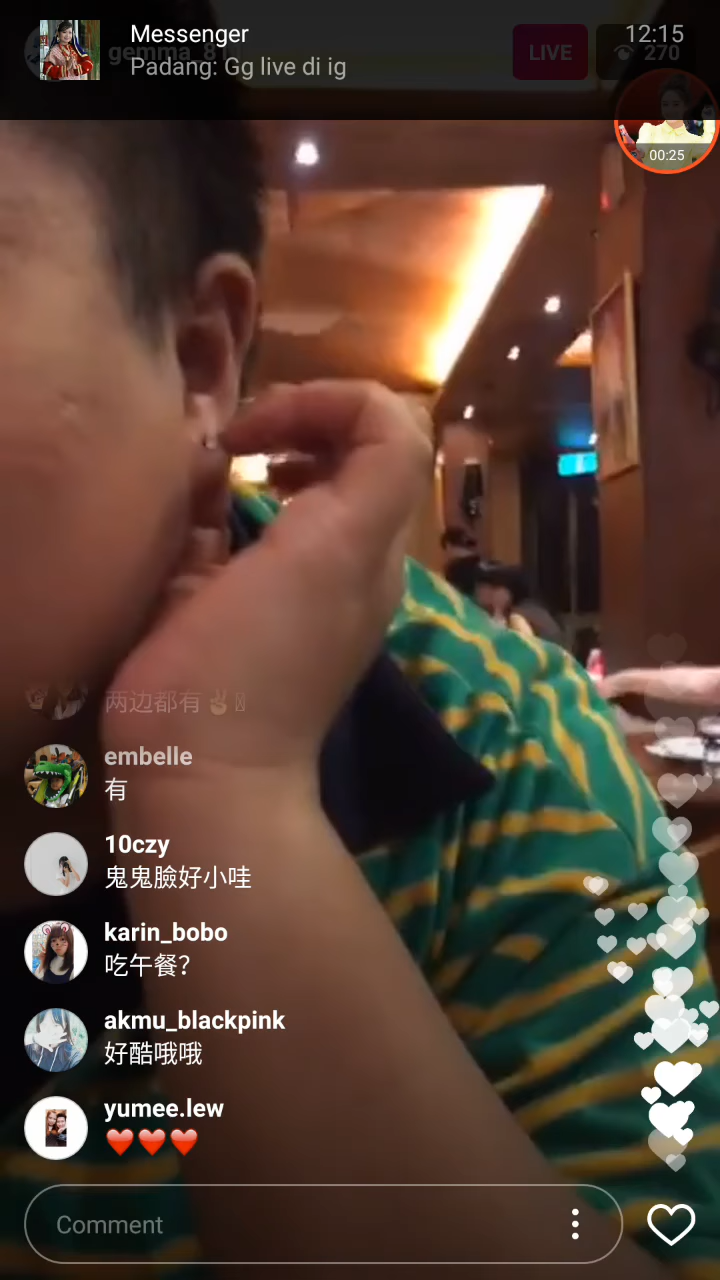 Messenger
12:15
gemma_8
LIVE
270
Padang: Gg live di ig
00:25
两边都有✌
embelle
有
10czy
鬼鬼臉好小哇
karin_bobo
吃午餐?
akmu_blackpink
好酷哦哦
yumee.lew
❤️❤️❤️
Comment